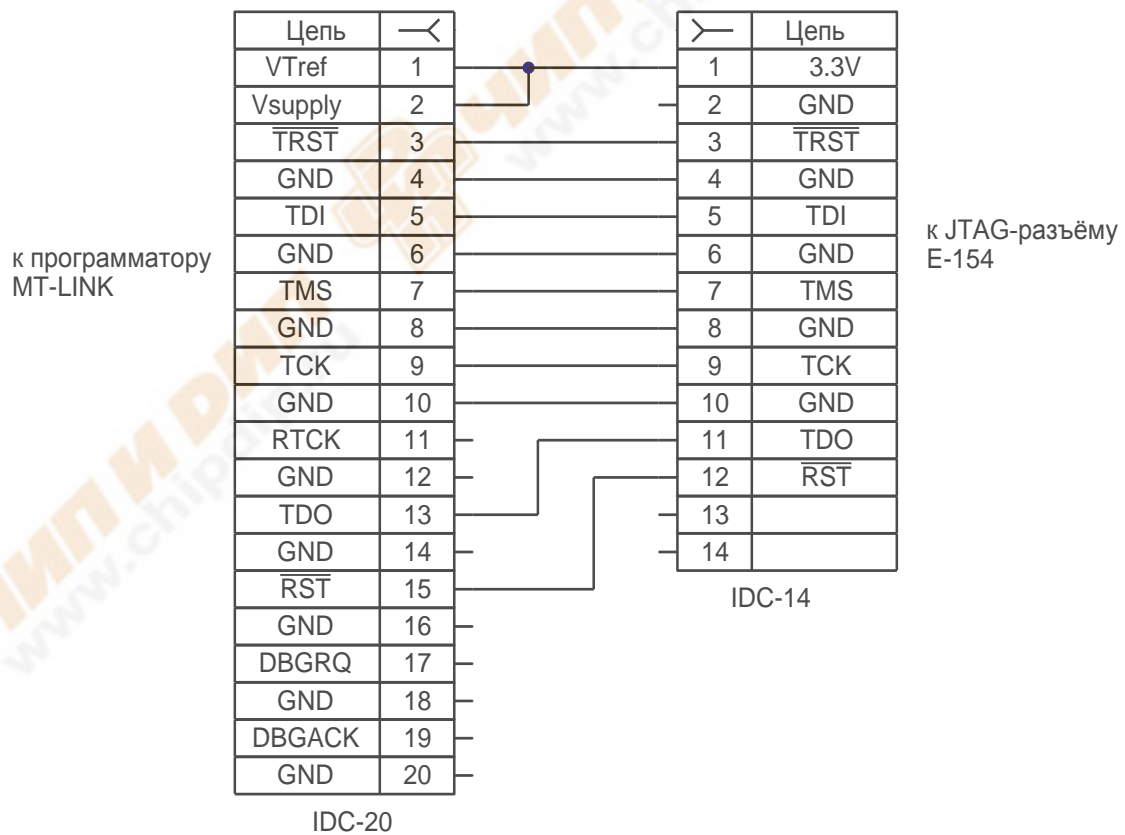 Цепь
VTref 1
Vsupply 2
TRST 3
GND 4
TDI 5
GND 6
TMS 7
GND 8
TCK 9
GND 10
RTCK 11
GND 12
TDO 13
GND 14
RST 15
GND 16
DBGRQ 17
GND 18
DBGACK 19
GND 20
IDC-20
к программатору
MT-LINK
Цепь
1 3.3V
2 GND
3 TRST
4 GND
5 TDI
6 GND
7 TMS
8 GND
9 TCK
10 GND
11 TDO
12 RST
13
14
IDC-14
к JTAG-разъёму
E-154